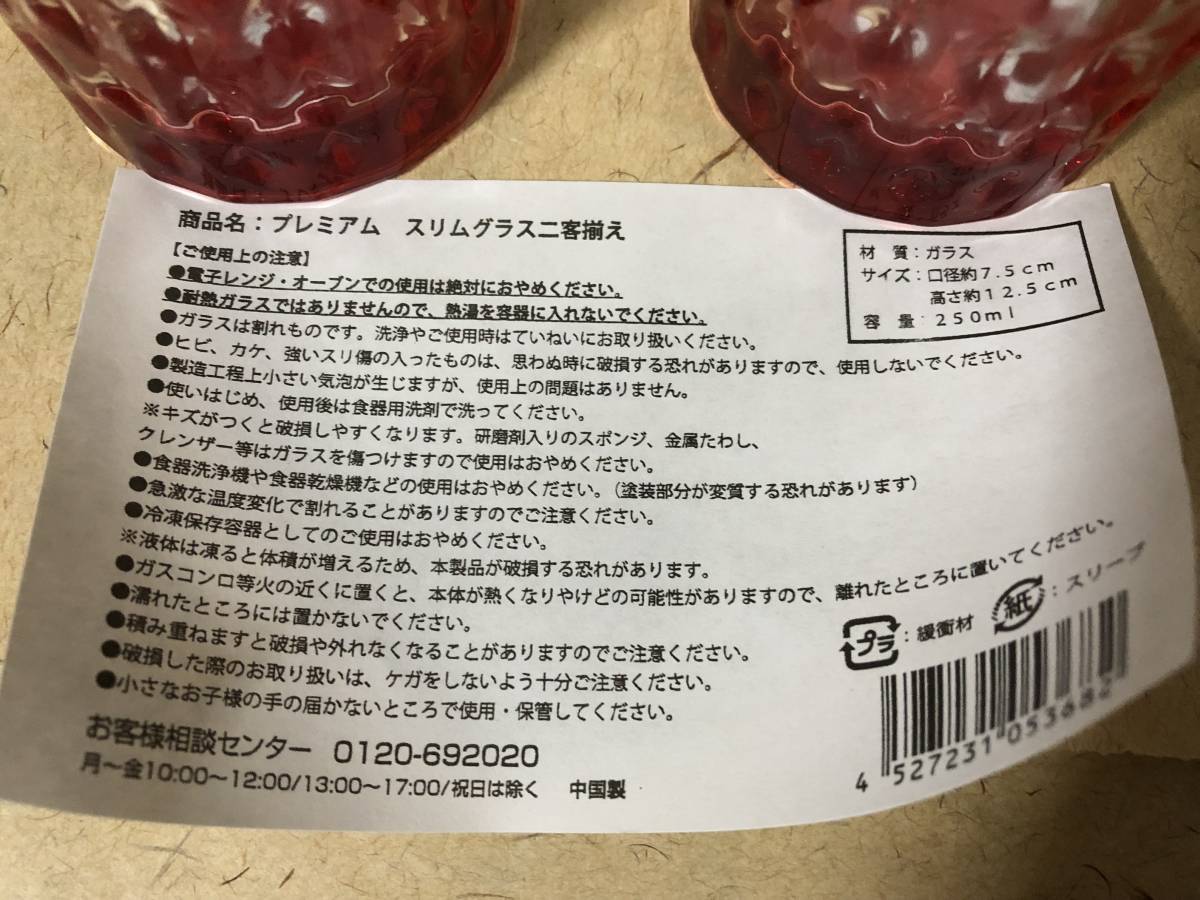 商品名：プレミアム　スリムグラス二客揃え
【ご使用上の注意】
●電子レンジ・オーブンでの使用は絶対におやめください。
●耐熱ガラスではありませんので、熱湯を容器に入れないでください。
●ガラスは割れものです。洗浄やご使用時はていねいにお取り扱いください。
●ヒビ、カケ、強いスリ傷の入ったものは、思わぬ時に破損する恐れがありますので、使用しないでください。
●製造工程上小さい気泡が生じますが、使用上の問題はありません。
●使いはじめ、使用後は食器用洗剤で洗ってください。
※キズがつくと破損しやすくなります。研磨剤入りのスポンジ、金属たわし、
クレンザー等はガラスを傷つけますので使用はおやめください。
●食器洗浄機や食器乾燥機などの使用はおやめください。（塗装部分が変質する恐れがあります）
●急激な温度変化で割れることがありますのでご注意ください。
●冷凍保存容器としてのご使用はおやめください。
※液体は凍ると体積が増えるため、本製品が破損する恐れがあります。
●ガスコンロ等火の近くに置くと、本体が熱くなりやけどの可能性がありますので、離れたところに置いてください。
●濡れたところには置かないでください。
●積み重ねますと破損や外れなくなることがありますのでご注意ください。
●破損した際のお取り扱いは、ケガをしないよう十分ご注意ください。
●小さなお子様の手の届かないところで使用・保管してください。
お客様相談センター　0120-692020
月～金10:00～12:00/13:00～17:00/祝日は除く　中国製
材　質：ガラス
サイズ：口径約７.５ｃｍ
高さ約１２.５ｃｍ
容　量：２５０ｍｌ
プラ：緩衝材　紙：スリーブ
4 527231 053682